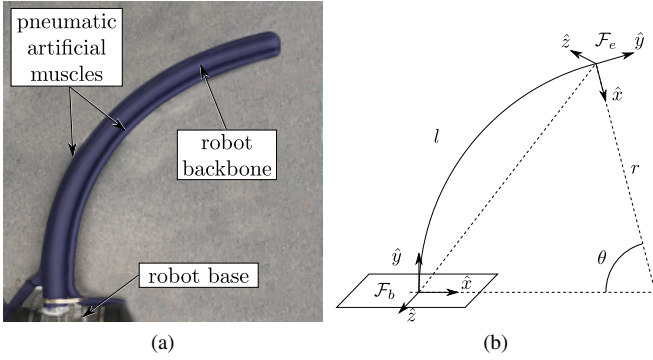 pneumatic
artificial
muscles
robot
backbone
robot base
(a)
ẑ
F_e
ŷ
x̂
l
r
θ
ŷ
F_b
x̂
ẑ
(b)